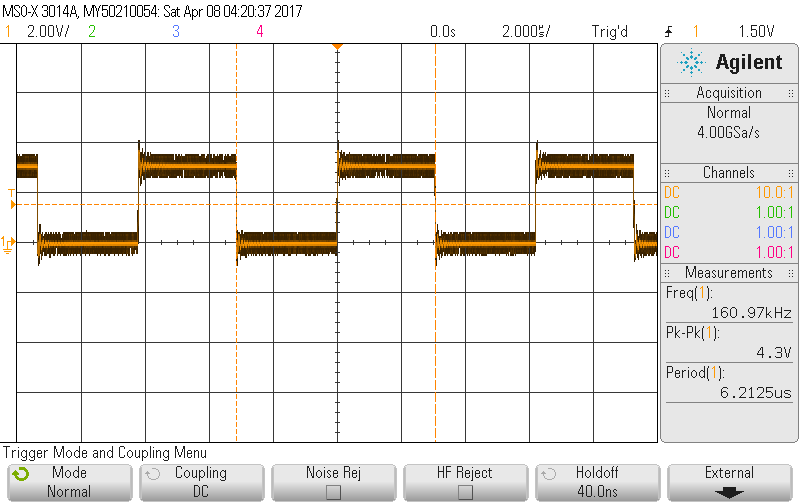 MSO-X 3014A, MY50210054: Sat Apr 08 04:20:37 2017
1 2.00V/ 2 3 4 0.0s 2.000us/ Trig'd 1 1.50V
Agilent
Acquisition
Normal
4.00GSa/s
Channels
DC 10.0:1
DC 1.00:1
DC 1.00:1
DC 1.00:1
Measurements
Freq(1):
160.97kHz
Pk-Pk(1):
4.3V
Period(1):
6.2125us
T
1
Trigger Mode and Coupling Menu
Mode Coupling Noise Rej HF Reject Holdoff External
Normal DC 40.0ns